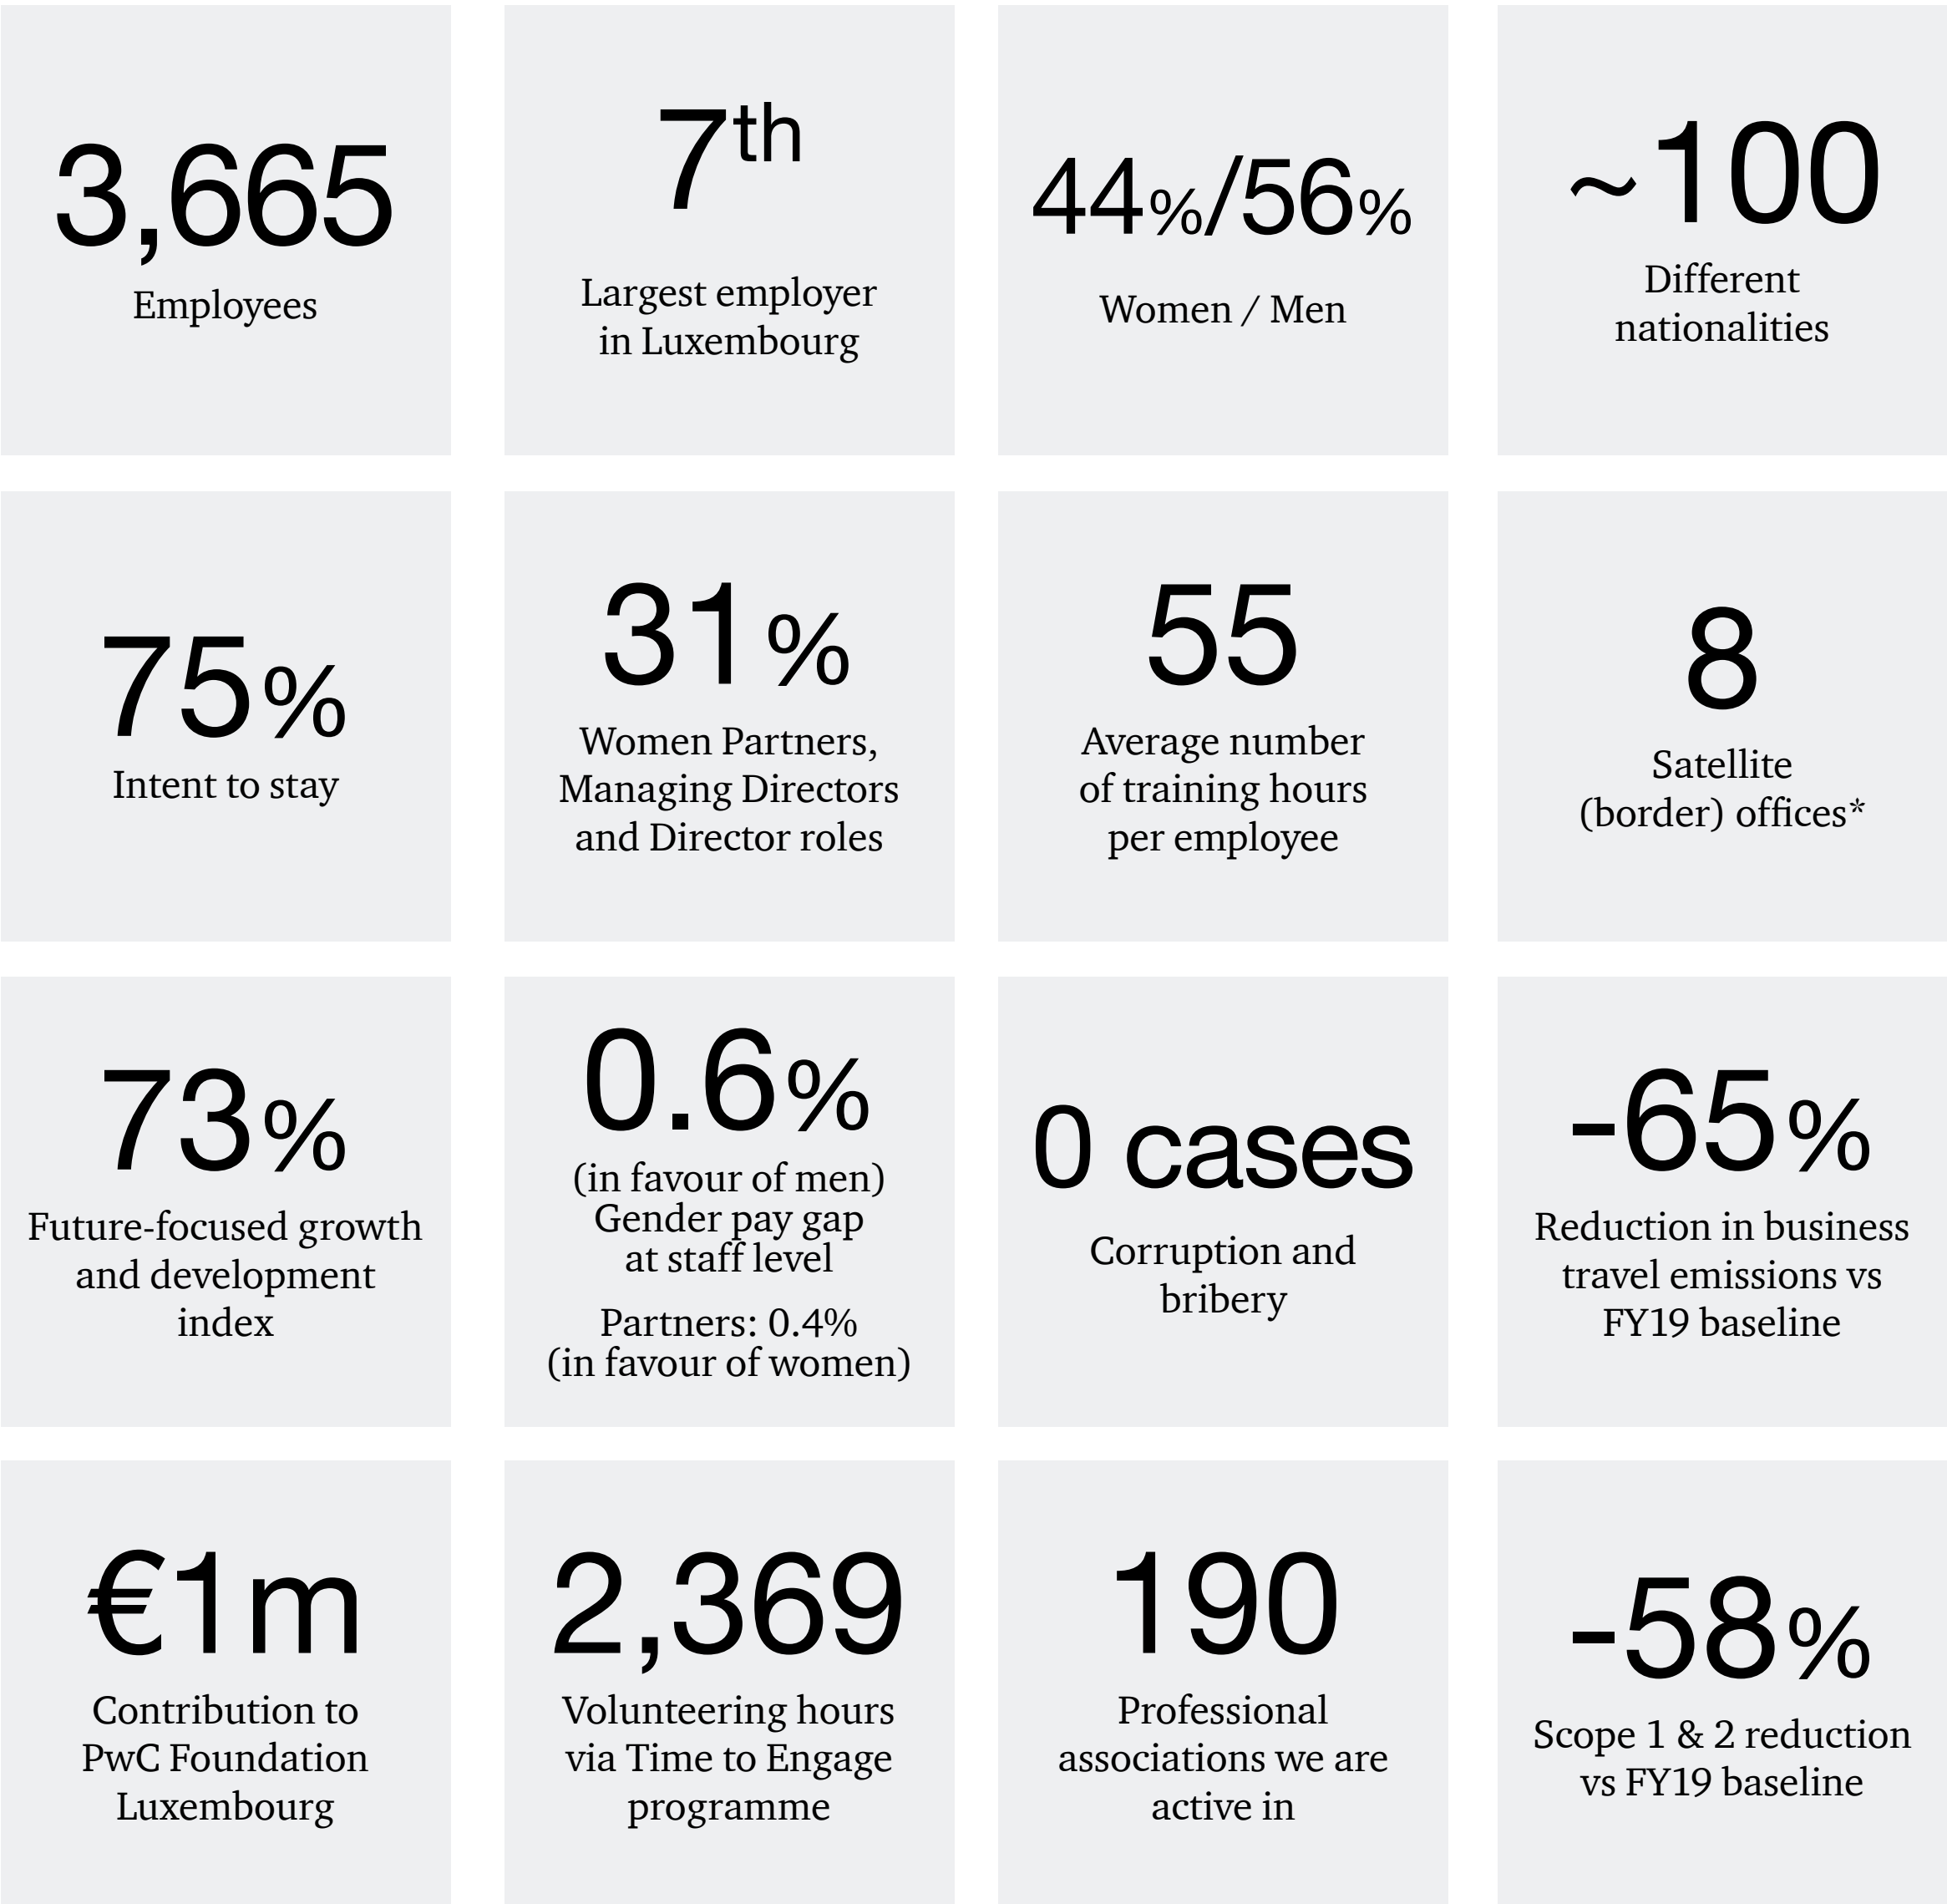 3,665
Employees
7th
Largest employer
in Luxembourg
44%/56%
Women / Men
~100
Different
nationalities
75%
Intent to stay
31%
Women Partners,
Managing Directors
and Director roles
55
Average number
of training hours
per employee
8
Satellite
(border) offices*
73%
Future-focused growth
and development
index
0.6%
(in favour of men)
Gender pay gap
at staff level
Partners: 0.4%
(in favour of women)
0 cases
Corruption and
bribery
-65%
Reduction in business
travel emissions vs
FY19 baseline
€1m
Contribution to
PwC Foundation
Luxembourg
2,369
Volunteering hours
via Time to Engage
programme
190
Professional
associations we are
active in
-58%
Scope 1 & 2 reduction
vs FY19 baseline